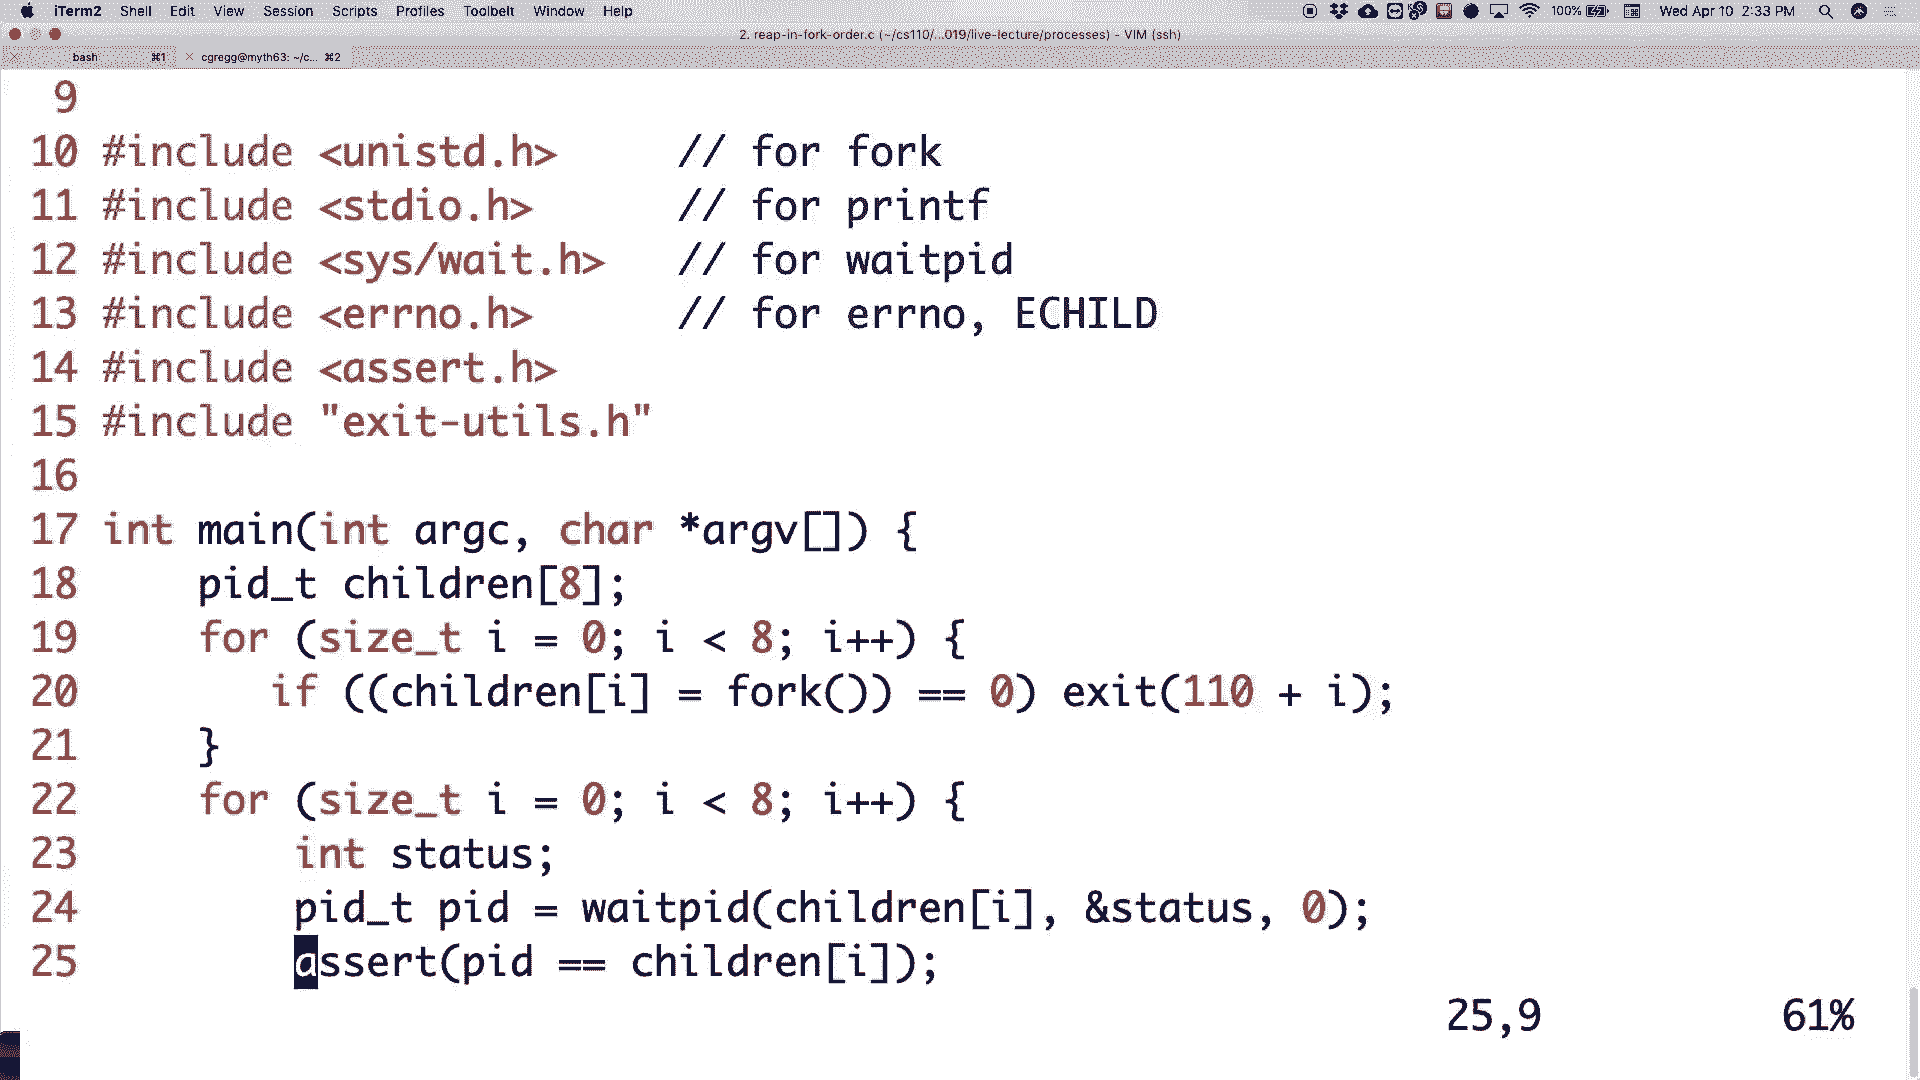 iTerm2 Shell Edit View Session Scripts Profiles Toolbelt Window Help 100% Wed Apr 10 2:33 PM
2. reap-in-fork-order.c (~/cs110/...019/live-lecture/processes) - VIM (ssh)
bash ⌘1 cgregg@myth63: ~/c... ⌘2
9
10 #include <unistd.h> // for fork
11 #include <stdio.h> // for printf
12 #include <sys/wait.h> // for waitpid
13 #include <errno.h> // for errno, ECHILD
14 #include <assert.h>
15 #include "exit-utils.h"
16
17 int main(int argc, char *argv[]) {
18 pid_t children[8];
19 for (size_t i = 0; i < 8; i++) {
20 if ((children[i] = fork()) == 0) exit(110 + i);
21 }
22 for (size_t i = 0; i < 8; i++) {
23 int status;
24 pid_t pid = waitpid(children[i], &status, 0);
25 assert(pid == children[i]);
25,9 61%